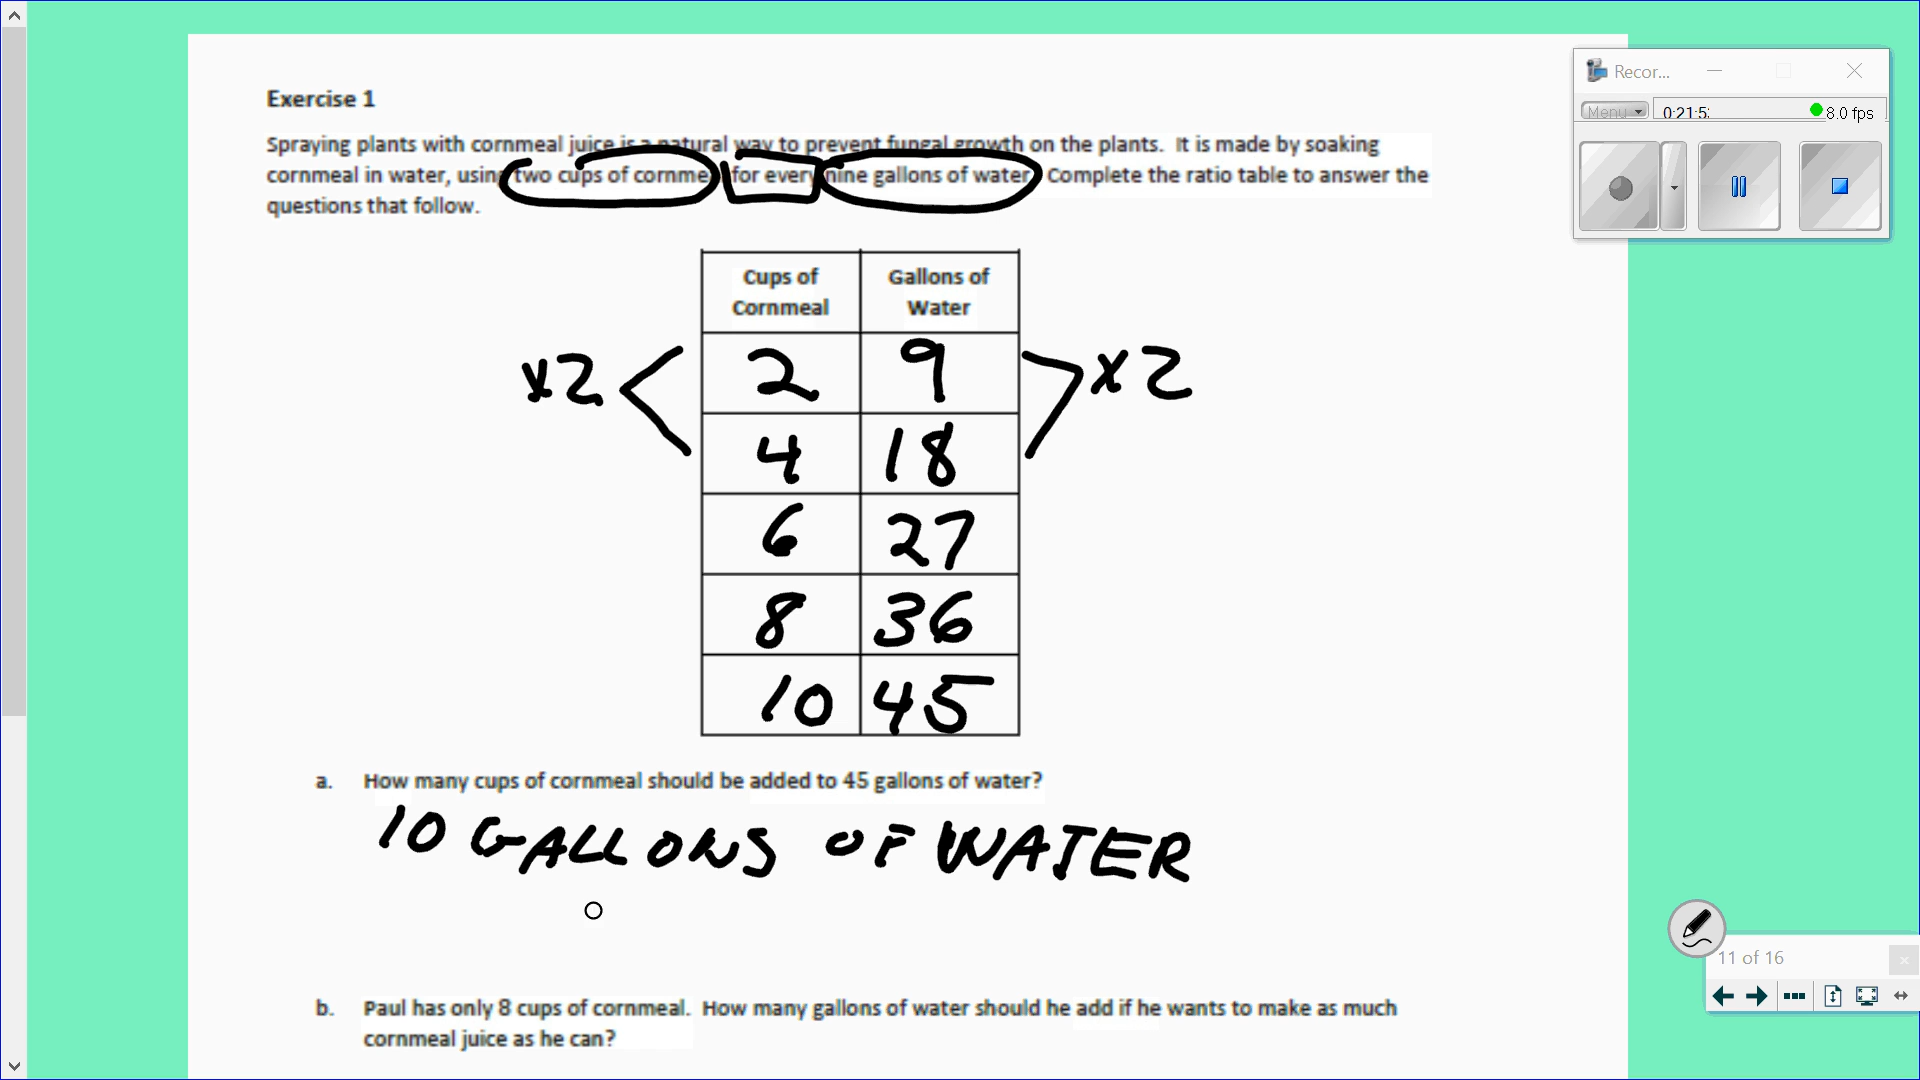 Recor...
Menu
0:21:5
8.0 fps
Exercise 1
Spraying plants with cornmeal juice is a natural way to prevent fungal growth on the plants. It is made by soaking
cornmeal in water, using two cups of cornme for every nine gallons of water Complete the ratio table to answer the
questions that follow.
Cups of Cornmeal Gallons of Water
x2 2 9 x2
4 18
6 27
8 36
10 45
a. How many cups of cornmeal should be added to 45 gallons of water?
10 GALLONS OF WATER
11 of 16
b. Paul has only 8 cups of cornmeal. How many gallons of water should he add if he wants to make as much
cornmeal juice as he can?